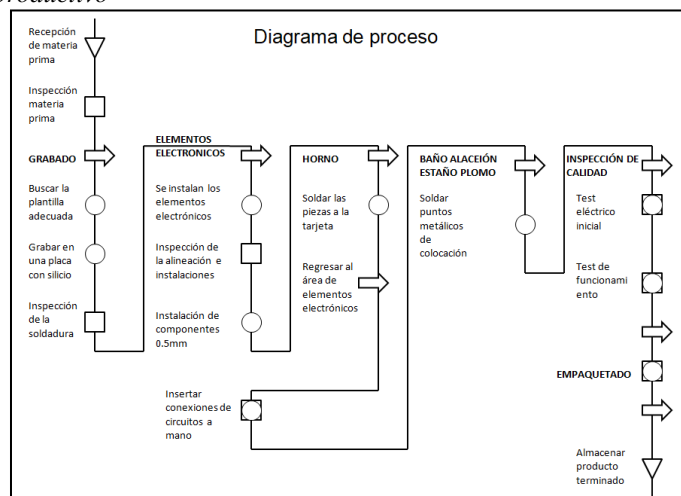 productivo
Diagrama de proceso
Recepción
de materia
prima
Inspección
materia
prima
GRABADO
Buscar la
plantilla
adecuada
Grabar en
una placa
con silicio
Inspección
de la
soldadura
ELEMENTOS
ELECTRONICOS
Se instalan los
elementos
electrónicos
Inspección de
la alineación e
instalaciones
Instalación de
componentes
0.5mm
Insertar
conexiones de
circuitos a
mano
HORNO
Soldar las
piezas a la
tarjeta
Regresar al
área de
elementos
electrónicos
BAÑO ALACEIÓN
ESTAÑO PLOMO
Soldar
puntos
metálicos
de
colocación
INSPECCIÓN DE
CALIDAD
Test
eléctrico
inicial
Test de
funcionami
ento
EMPAQUETADO
Almacenar
producto
terminado